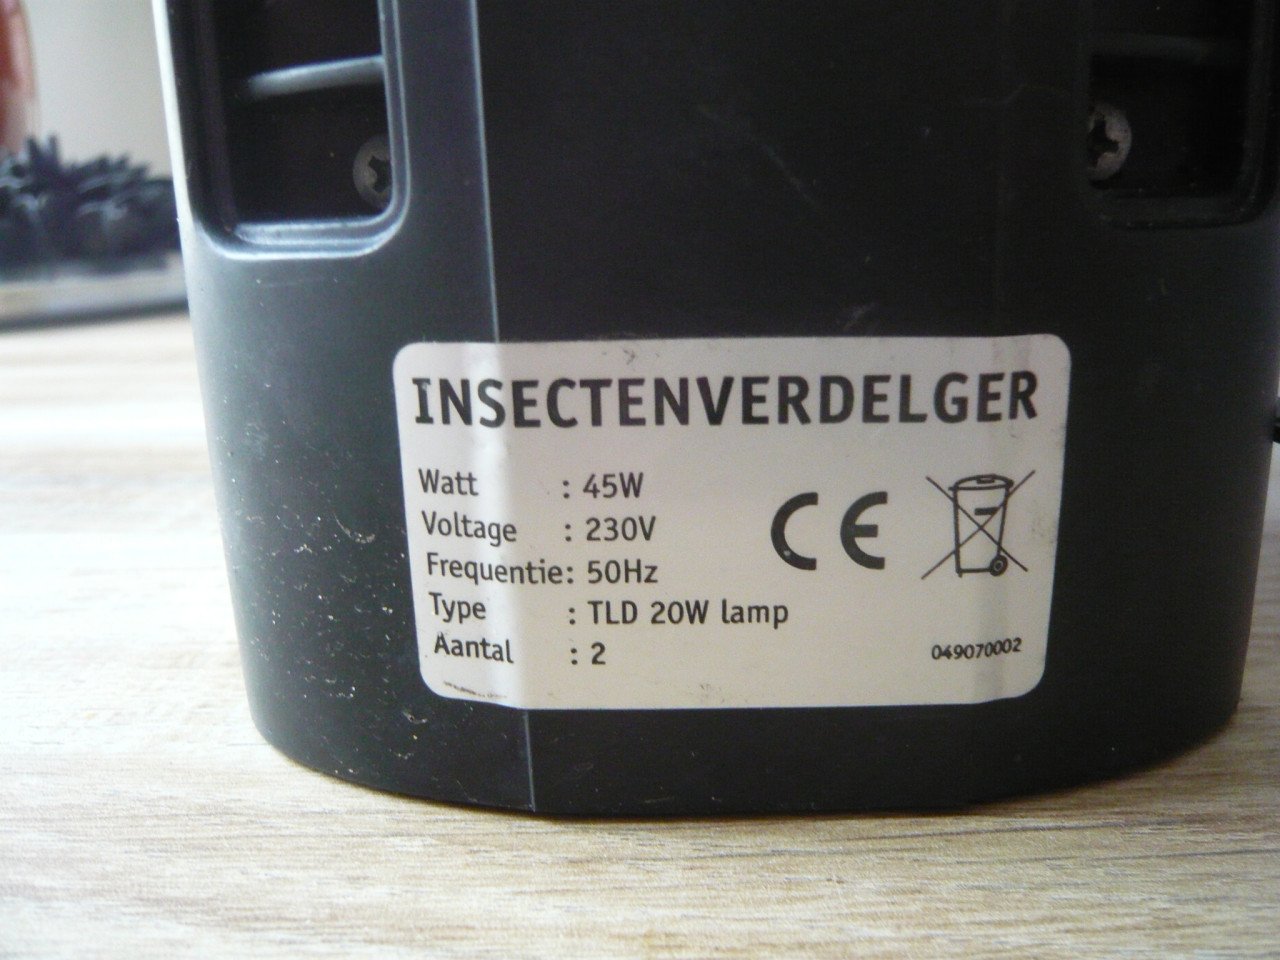 INSECTENVERDELGER
Watt : 45W
Voltage : 230V
Frequentie: 50Hz
Type : TLD 20W lamp
Aantal : 2
CE
049070002